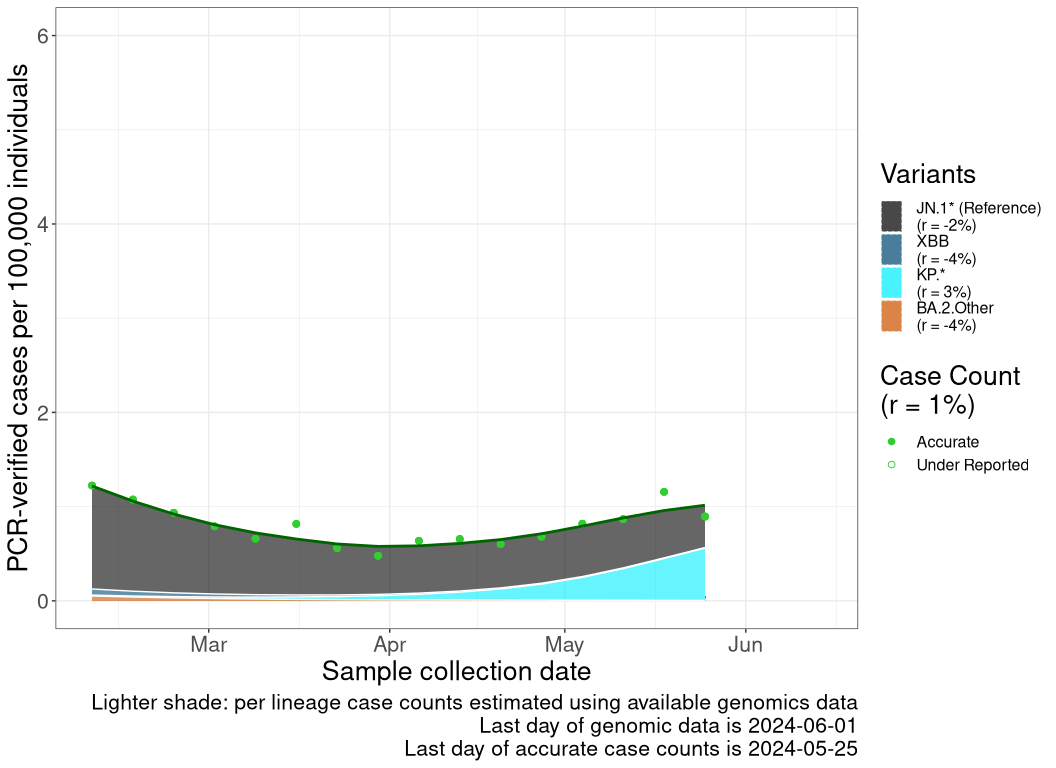 PCR-verified cases per 100,000 individuals
6
4
2
0
Mar
Apr
May
Jun
Sample collection date
Lighter shade: per lineage case counts estimated using available genomics data
Last day of genomic data is 2024-06-01
Last day of accurate case counts is 2024-05-25
Variants
JN.1* (Reference)
(r = -2%)
XBB
(r = -4%)
KP.*
(r = 3%)
BA.2.Other
(r = -4%)
Case Count
(r = 1%)
Accurate
Under Reported